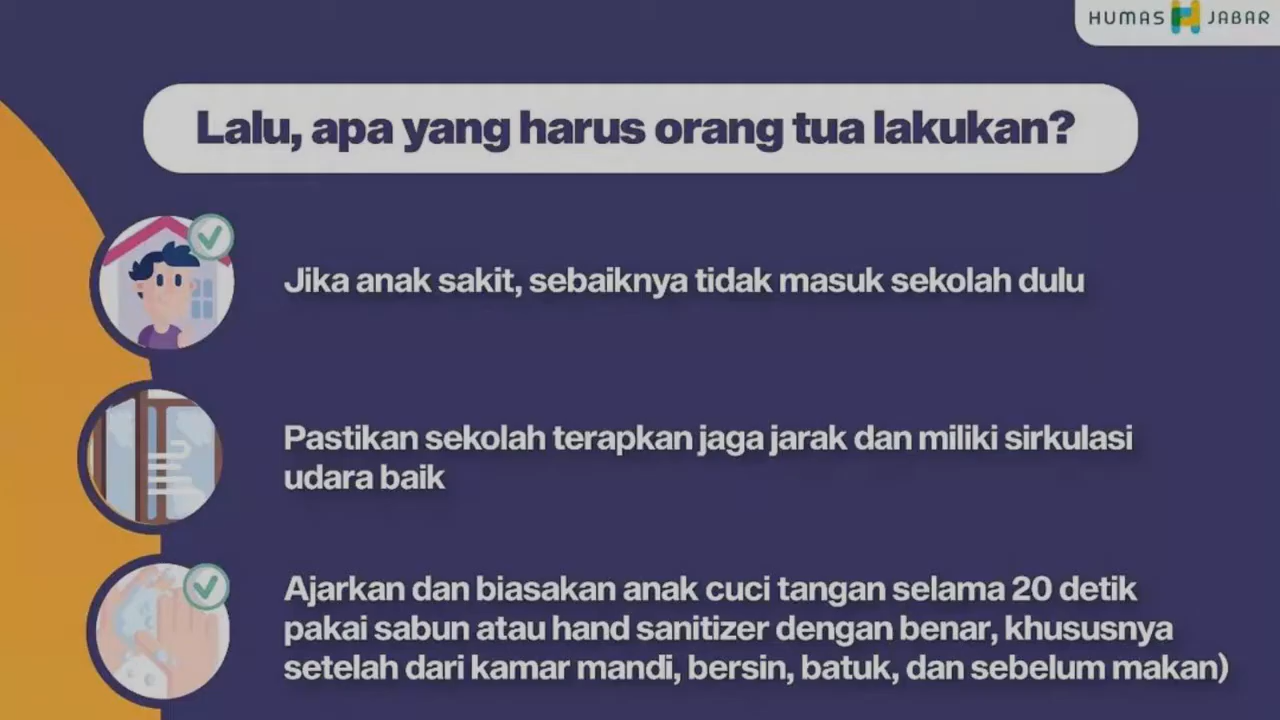 HUMAS JABAR
Lalu, apa yang harus orang tua lakukan?
Jika anak sakit, sebaiknya tidak masuk sekolah dulu
Pastikan sekolah terapkan jaga jarak dan miliki sirkulasi
udara baik
Ajarkan dan biasakan anak cuci tangan selama 20 detik
pakai sabun atau hand sanitizer dengan benar, khususnya
setelah dari kamar mandi, bersin, batuk, dan sebelum makan)